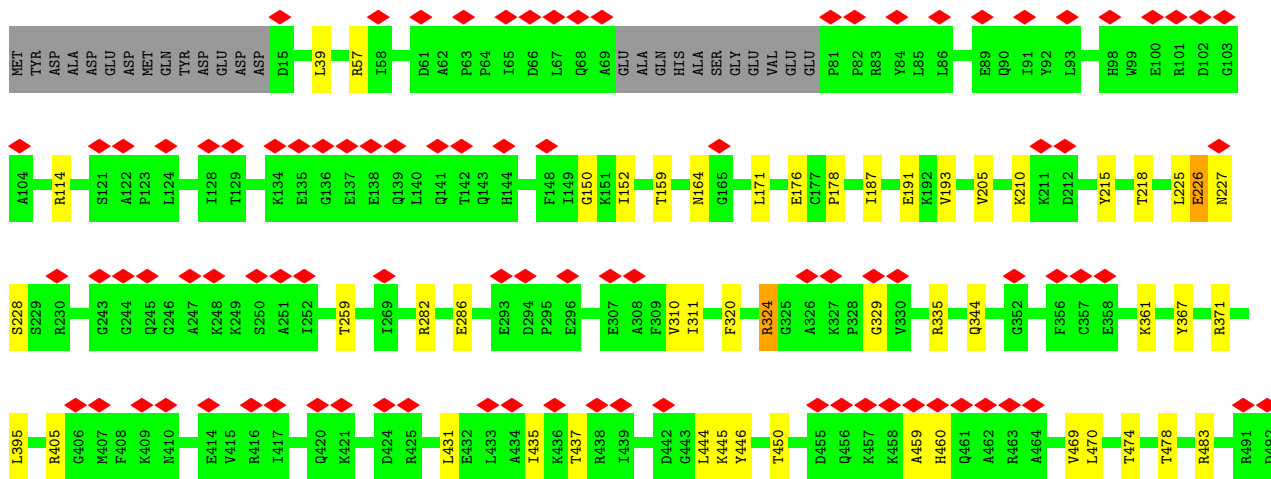 MET TYR ASP ALA ASP GLU ASP MET GLN TYR ASP GLU ASP ASP D15 L39 R57 I58 D61 A62 P63 P64 I65 D66 L67 Q68 A69 GLU ALA GLN HIS ALA SER GLY GLU VAL GLU GLU P81 P82 R83 Y84 L85 L86 E89 Q90 I91 Y92 L93 H98 W99 E100 R101 D102 G103
A104 R114 S121 A122 P123 L124 I128 T129 K134 E135 G136 E137 E138 Q139 L140 Q141 T142 Q143 H144 F148 I149 G150 K151 I152 T159 N164 G165 L171 E176 C177 P178 I187 E191 K192 V193 V205 K210 K211 D212 Y215 T218 L225 E226 N227
S228 S229 R230 G243 G244 Q245 G246 A247 K248 K249 S250 A251 I252 T259 I269 R282 E286 E293 D294 P295 E296 E307 A308 F309 V310 I311 F320 R324 G325 A326 K327 P328 G329 V330 R335 Q344 G352 F356 C357 E358 K361 Y367 R371
L395 R405 G406 M407 F408 K409 N410 E414 V415 R416 I417 Q420 K421 D424 R425 L431 E432 L433 A434 I435 K436 T437 R438 I439 D442 G443 L444 K445 Y446 T450 D455 Q456 K457 K458 A459 H460 Q461 A462 R463 A464 V469 L470 T474 T478 R483 R491 D492